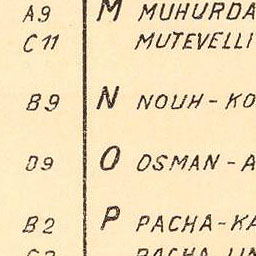 A9 M MUHURDA
C11 MUTEVELLI
B9 N NOUH-KO
D9 O OSMAN-A
B2 P PACHA-KA